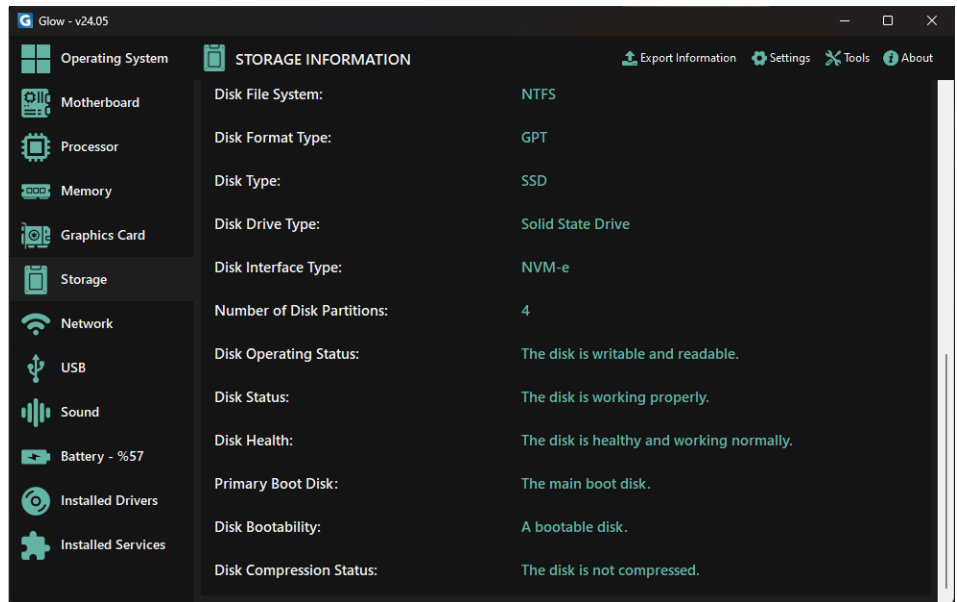 Glow - v24.05
Operating System
Motherboard
Processor
Memory
Graphics Card
Storage
Network
USB
Sound
Battery - %57
Installed Drivers
Installed Services
STORAGE INFORMATION
Export Information Settings Tools About
Disk File System: NTFS
Disk Format Type: GPT
Disk Type: SSD
Disk Drive Type: Solid State Drive
Disk Interface Type: NVM-e
Number of Disk Partitions: 4
Disk Operating Status: The disk is writable and readable.
Disk Status: The disk is working properly.
Disk Health: The disk is healthy and working normally.
Primary Boot Disk: The main boot disk.
Disk Bootability: A bootable disk.
Disk Compression Status: The disk is not compressed.